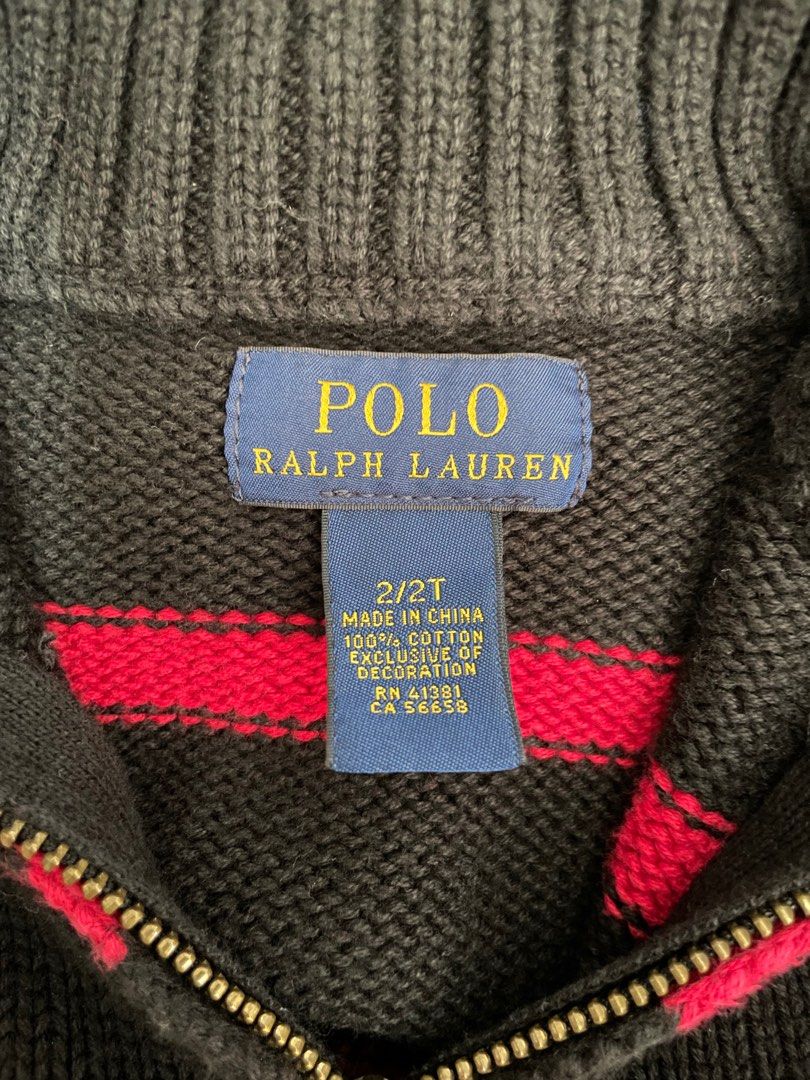 POLO
RALPH LAUREN
2/2T
MADE IN CHINA
100% COTTON
EXCLUSIVE OF
DECORATION
RN 41381
CA 56658